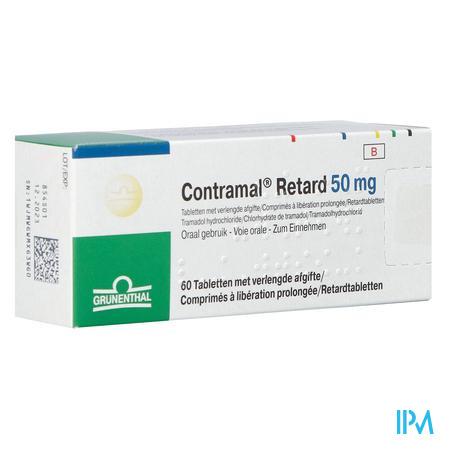 Contramal® Retard 50 mg
Tabletten met verlengde afgifte/Comprimés à libération prolongée/Retardtabletten
Tramadol hydrochloride/Chlorhydrate de tramadol/Tramadolhydrochlorid
Oraal gebruik - Voie orale - Zum Einnehmen
60 Tabletten met verlengde afgifte/
Comprimés à libération prolongée/Retardtabletten
B
GRUNENTHAL
LOT/EXP:
854S01
12.2021
IPM